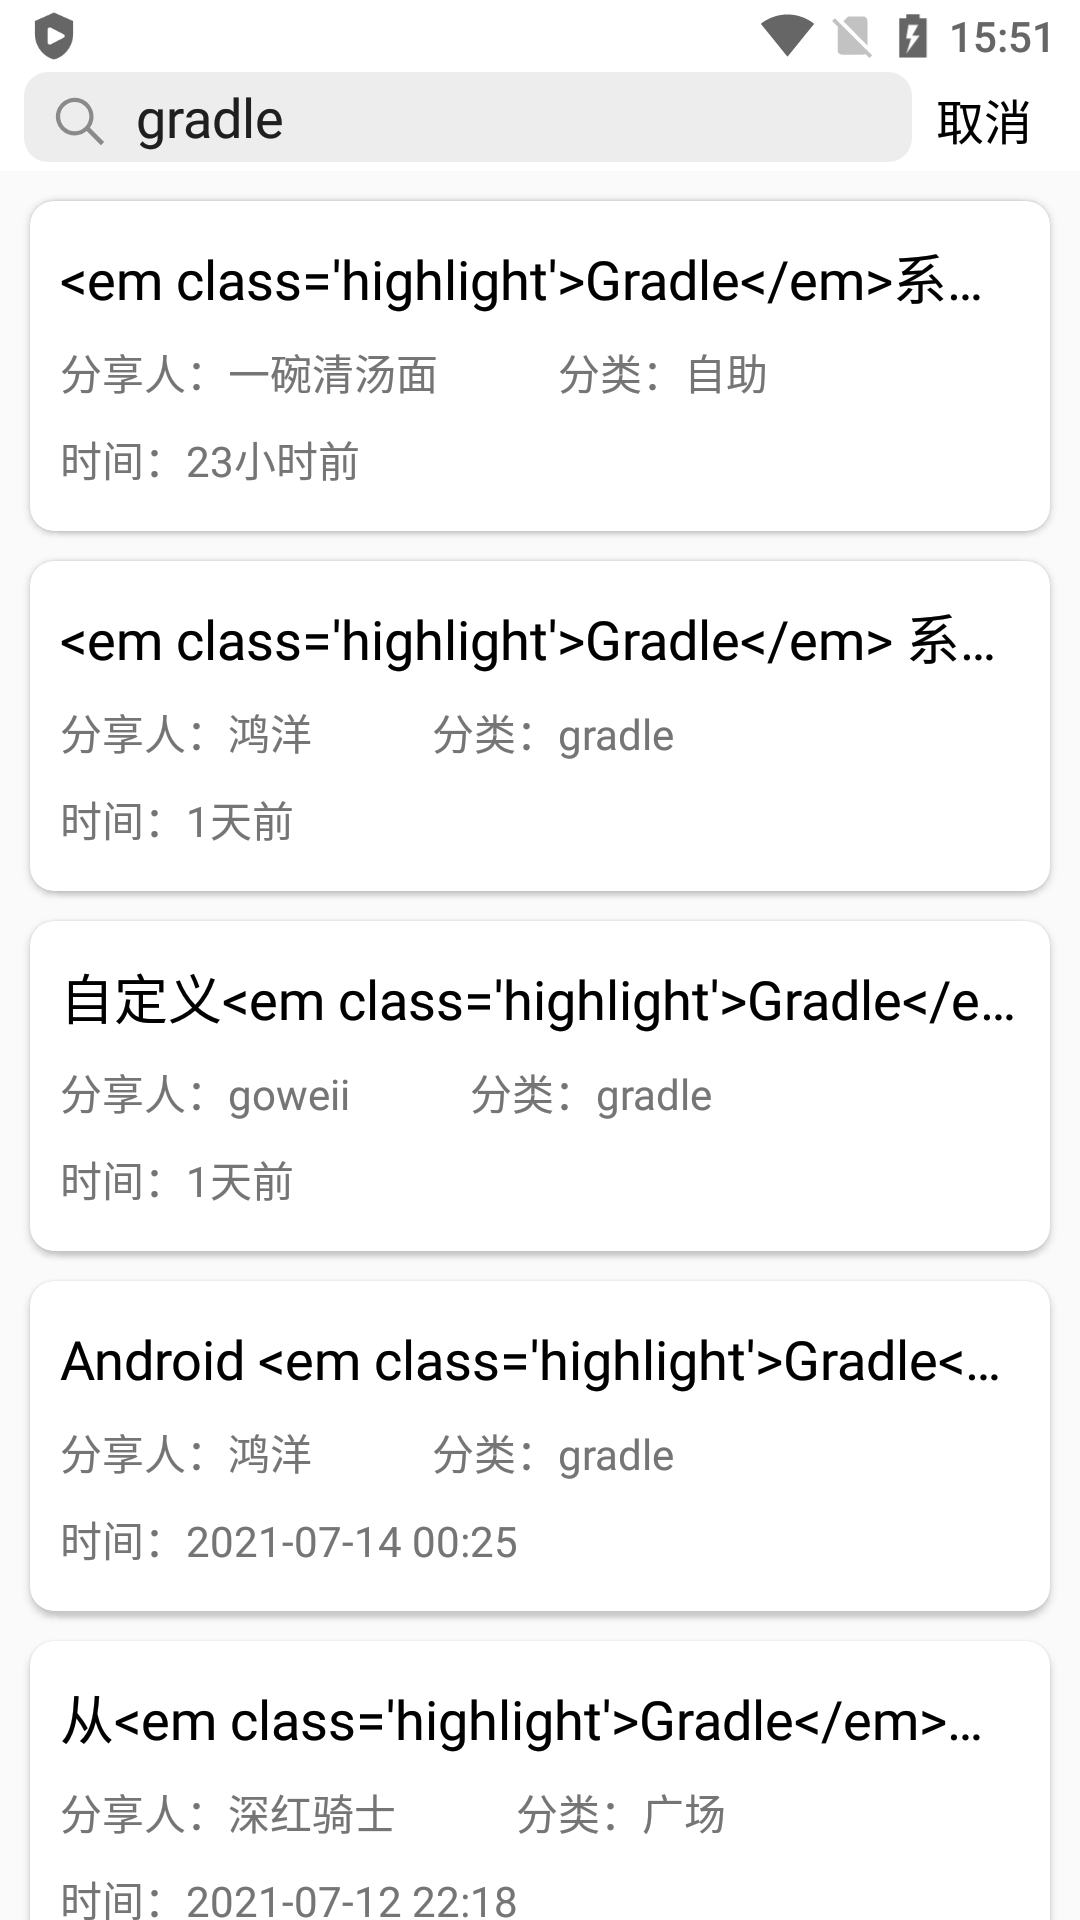 15:51
gradle
取消
<em class='highlight'>Gradle</em>系...
分享人：一碗清汤面 分类：自助
时间：23小时前
<em class='highlight'>Gradle</em> 系...
分享人：鸿洋 分类：gradle
时间：1天前
自定义<em class='highlight'>Gradle</e...
分享人：goweii 分类：gradle
时间：1天前
Android <em class='highlight'>Gradle<...
分享人：鸿洋 分类：gradle
时间：2021-07-14 00:25
从<em class='highlight'>Gradle</em>...
分享人：深红骑士 分类：广场
时间：2021-07-12 22:18